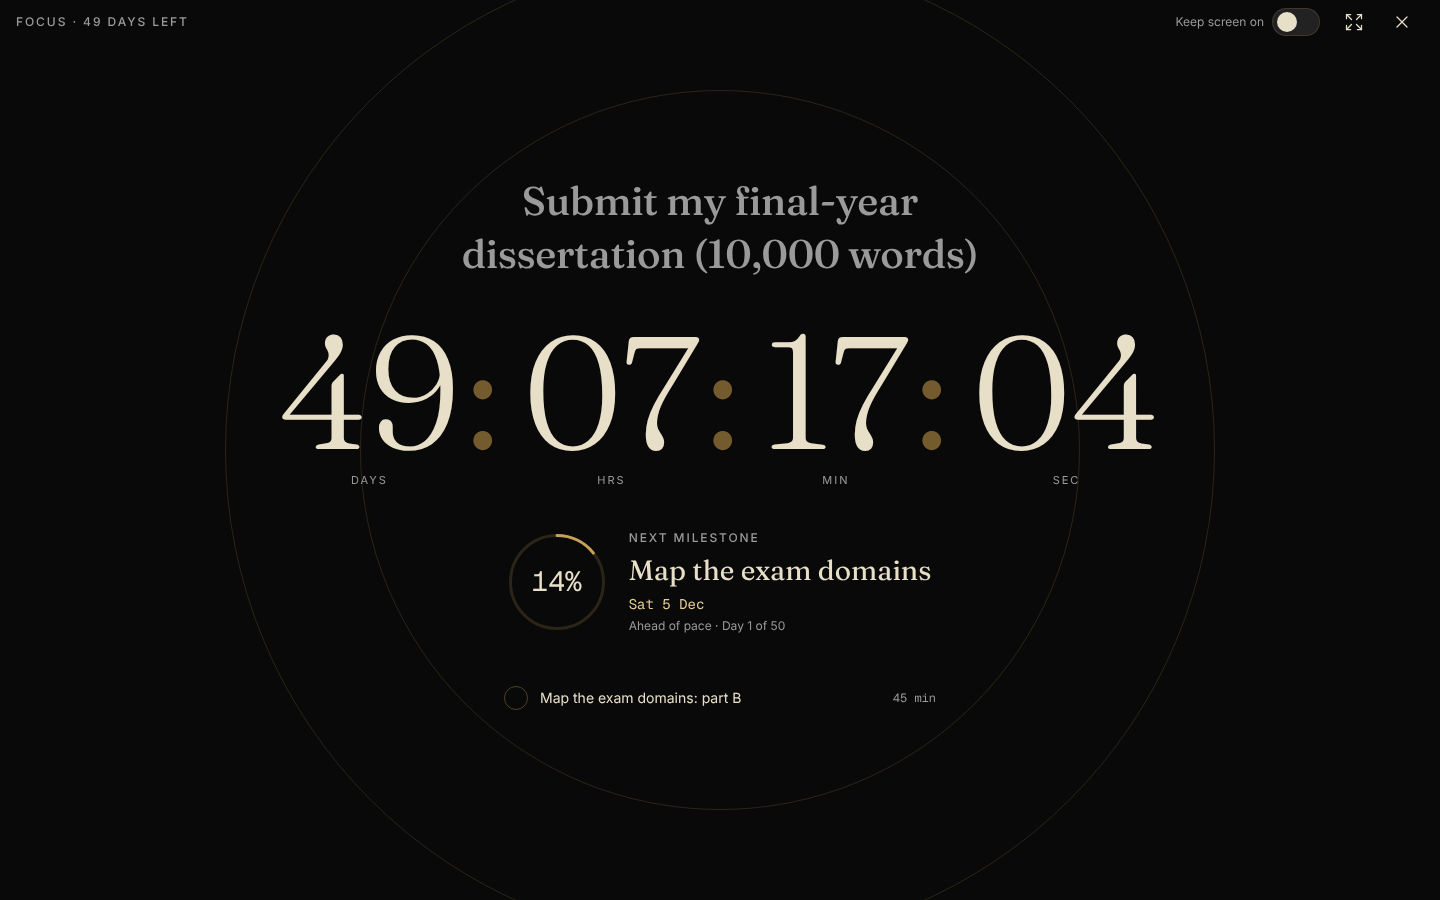 FOCUS · 49 DAYS LEFT
Keep screen on
Submit my final-year
dissertation (10,000 words)
49:07:17:04
DAYS HRS MIN SEC
14%
NEXT MILESTONE
Map the exam domains
Sat 5 Dec
Ahead of pace · Day 1 of 50
Map the exam domains: part B 45 min